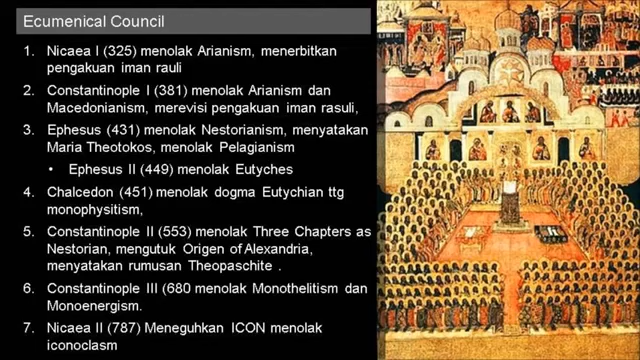 Ecumenical Council
1. Nicaea I (325) menolak Arianism, menerbitkan
pengakuan iman rauli
2. Constantinople I (381) menolak Arianism dan
Macedonianism, merevisi pengakuan iman rasuli,
3. Ephesus (431) menolak Nestorianism, menyatakan
Maria Theotokos, menolak Pelagianism
• Ephesus II (449) menolak Eutyches
4. Chalcedon (451) menolak dogma Eutychian ttg
monophysitism,
5. Constantinople II (553) menolak Three Chapters as
Nestorian, mengutuk Origen of Alexandria,
menyatakan rumusan Theopaschite .
6. Constantinople III (680 menolak Monothelitism dan
Monoenergism.
7. Nicaea II (787) Meneguhkan ICON menolak
iconoclasm